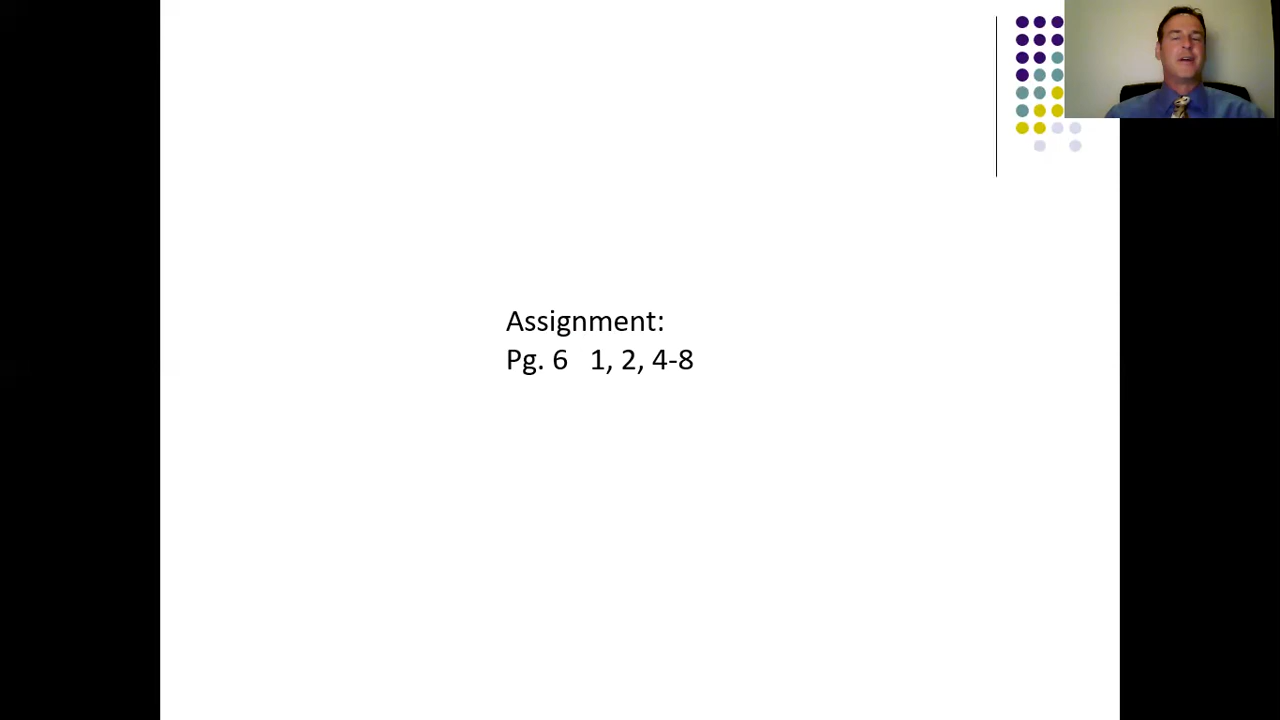 Assignment:
Pg. 6 1, 2, 4-8